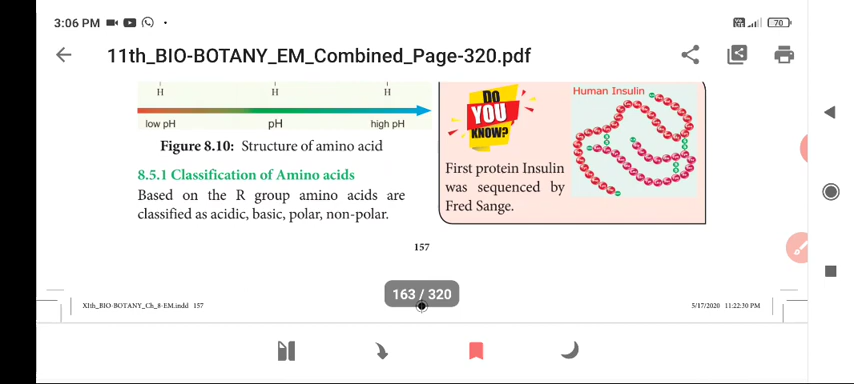 3:06 PM
70
11th_BIO-BOTANY_EM_Combined_Page-320.pdf
H H H
low pH pH high pH
Figure 8.10: Structure of amino acid
8.5.1 Classification of Amino acids
Based on the R group amino acids are
classified as acidic, basic, polar, non-polar.
DO
YOU
KNOW?
Human Insulin
First protein Insulin
was sequenced by
Fred Sange.
157
163 / 320
XIth_BIO-BOTANY_Ch_8-EM.indd 157
5/17/2020 11:22:30 PM